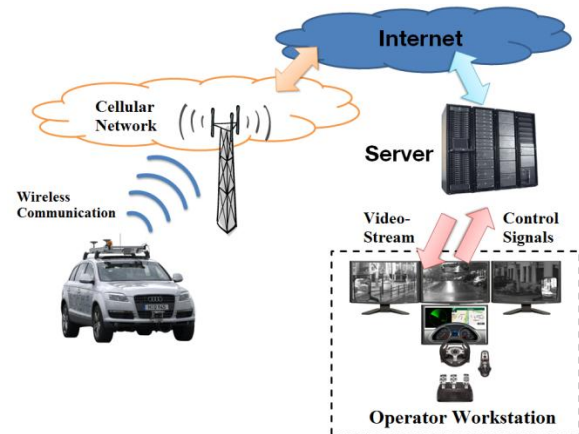 Internet
Cellular
Network
Server
Wireless
Communication
Video-
Stream
Control
Signals
Operator Workstation